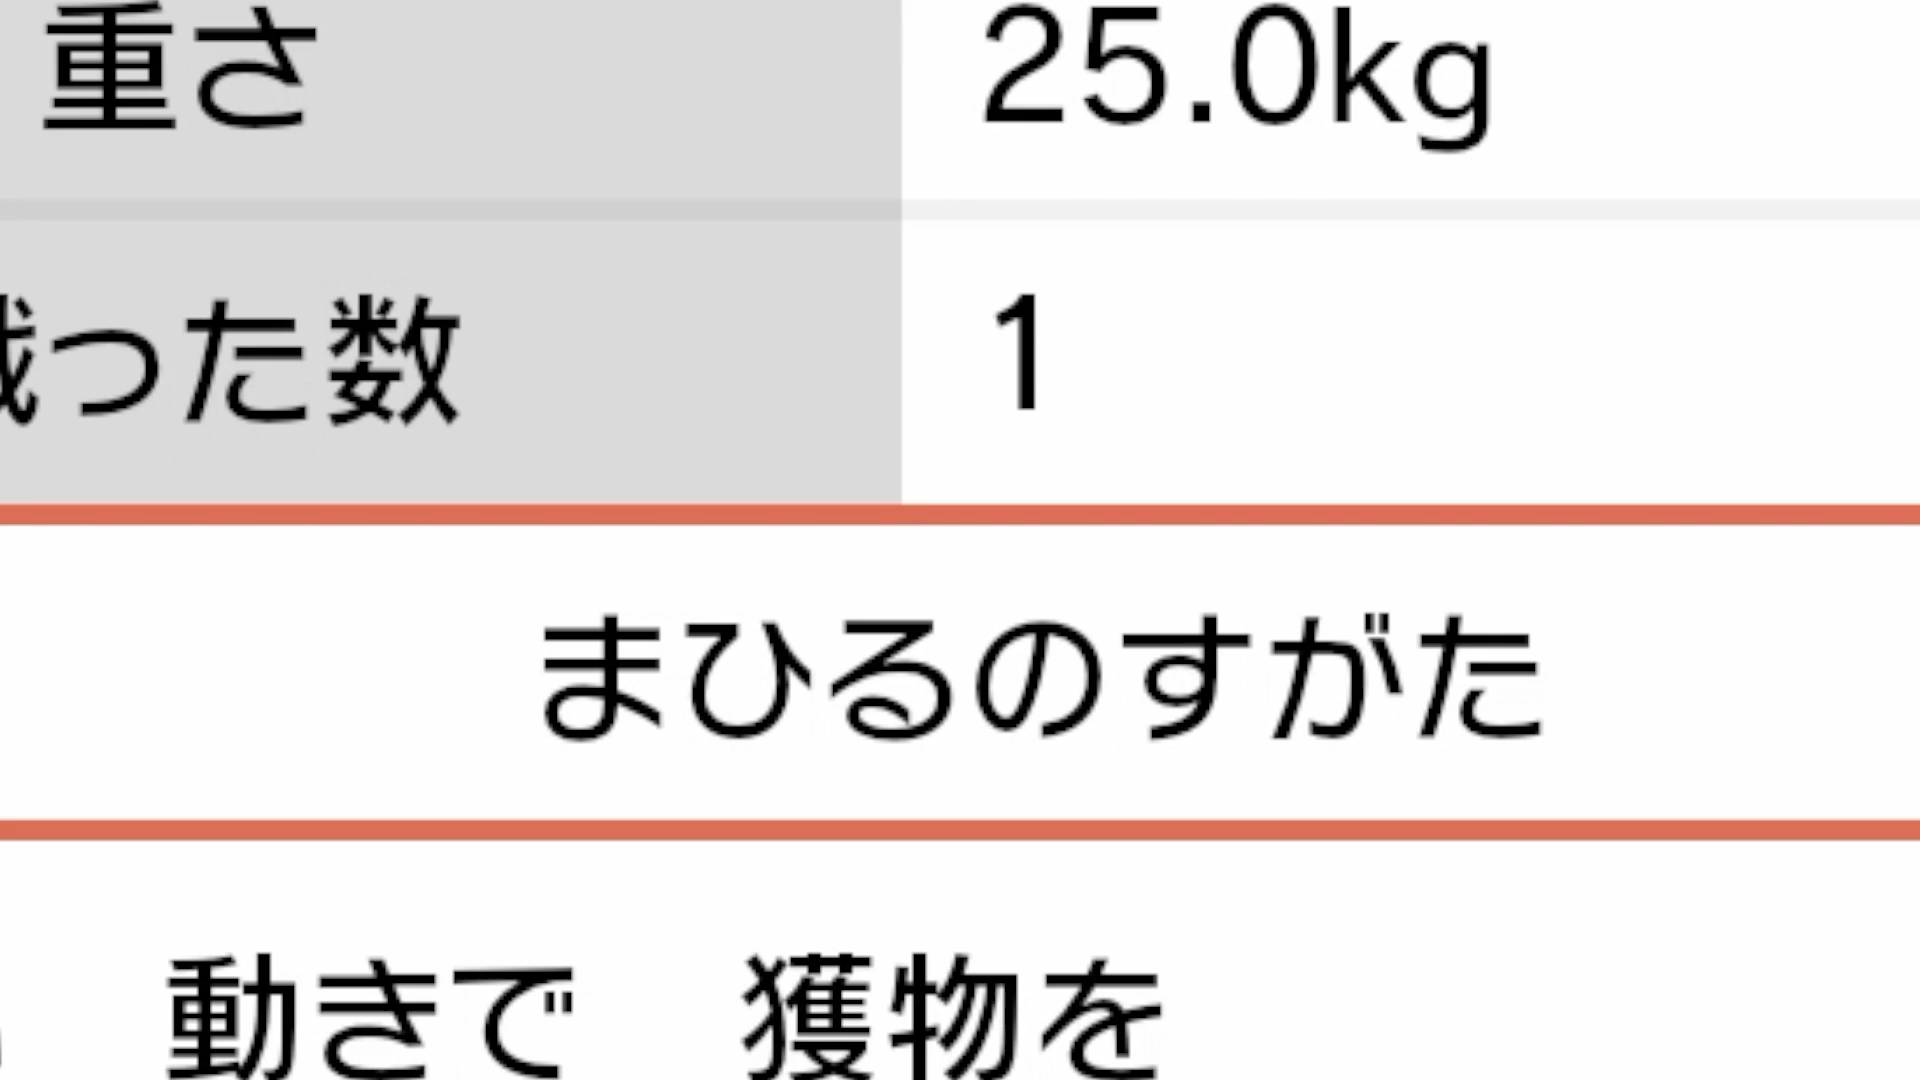 重さ 25.0kg
戦った数 1
まひるのすがた
動きで 獲物を